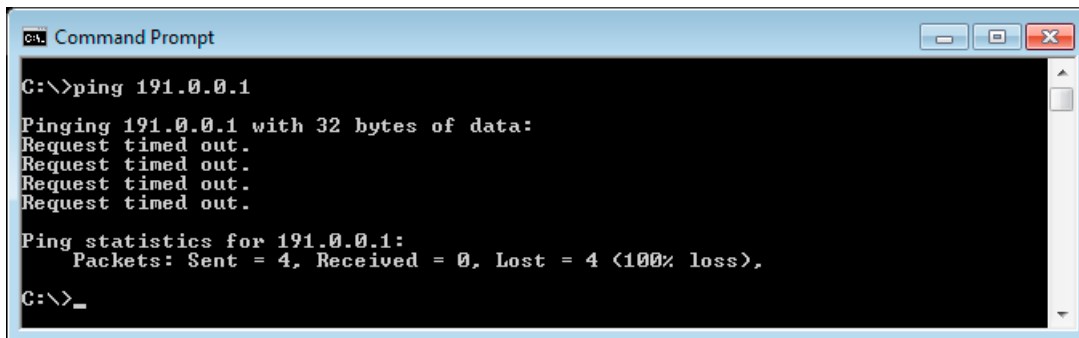 Command Prompt
C:\>ping 191.0.0.1
Pinging 191.0.0.1 with 32 bytes of data:
Request timed out.
Request timed out.
Request timed out.
Request timed out.
Ping statistics for 191.0.0.1:
    Packets: Sent = 4, Received = 0, Lost = 4 (100% loss),
C:\>_